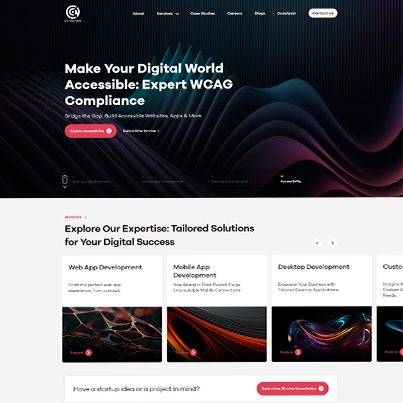 About Services Case Studies Careers Blogs Contact Us
Make Your Digital World
Accessible: Expert WCAG
Compliance
Bridge the Gap: Build Accessible Websites, Apps & More.
Explore Accessibility
Explore Other Services
Web App Development
Mobile App Development
Desktop Development
Accessibility
SERVICES
Explore Our Expertise: Tailored Solutions
for Your Digital Success
Web App Development
Craft the perfect web app
experience, from concept.
Explore
Mobile App
Development
Your Brand in Their Pocket: Forge
Unbreakable Mobile Connections
Explore
Desktop Development
Empower Your Business with
Tailored Desktop Applications.
Explore
Custo
Explore
Have a startup idea or a project in mind?
Book a Free 30-mins Consultation